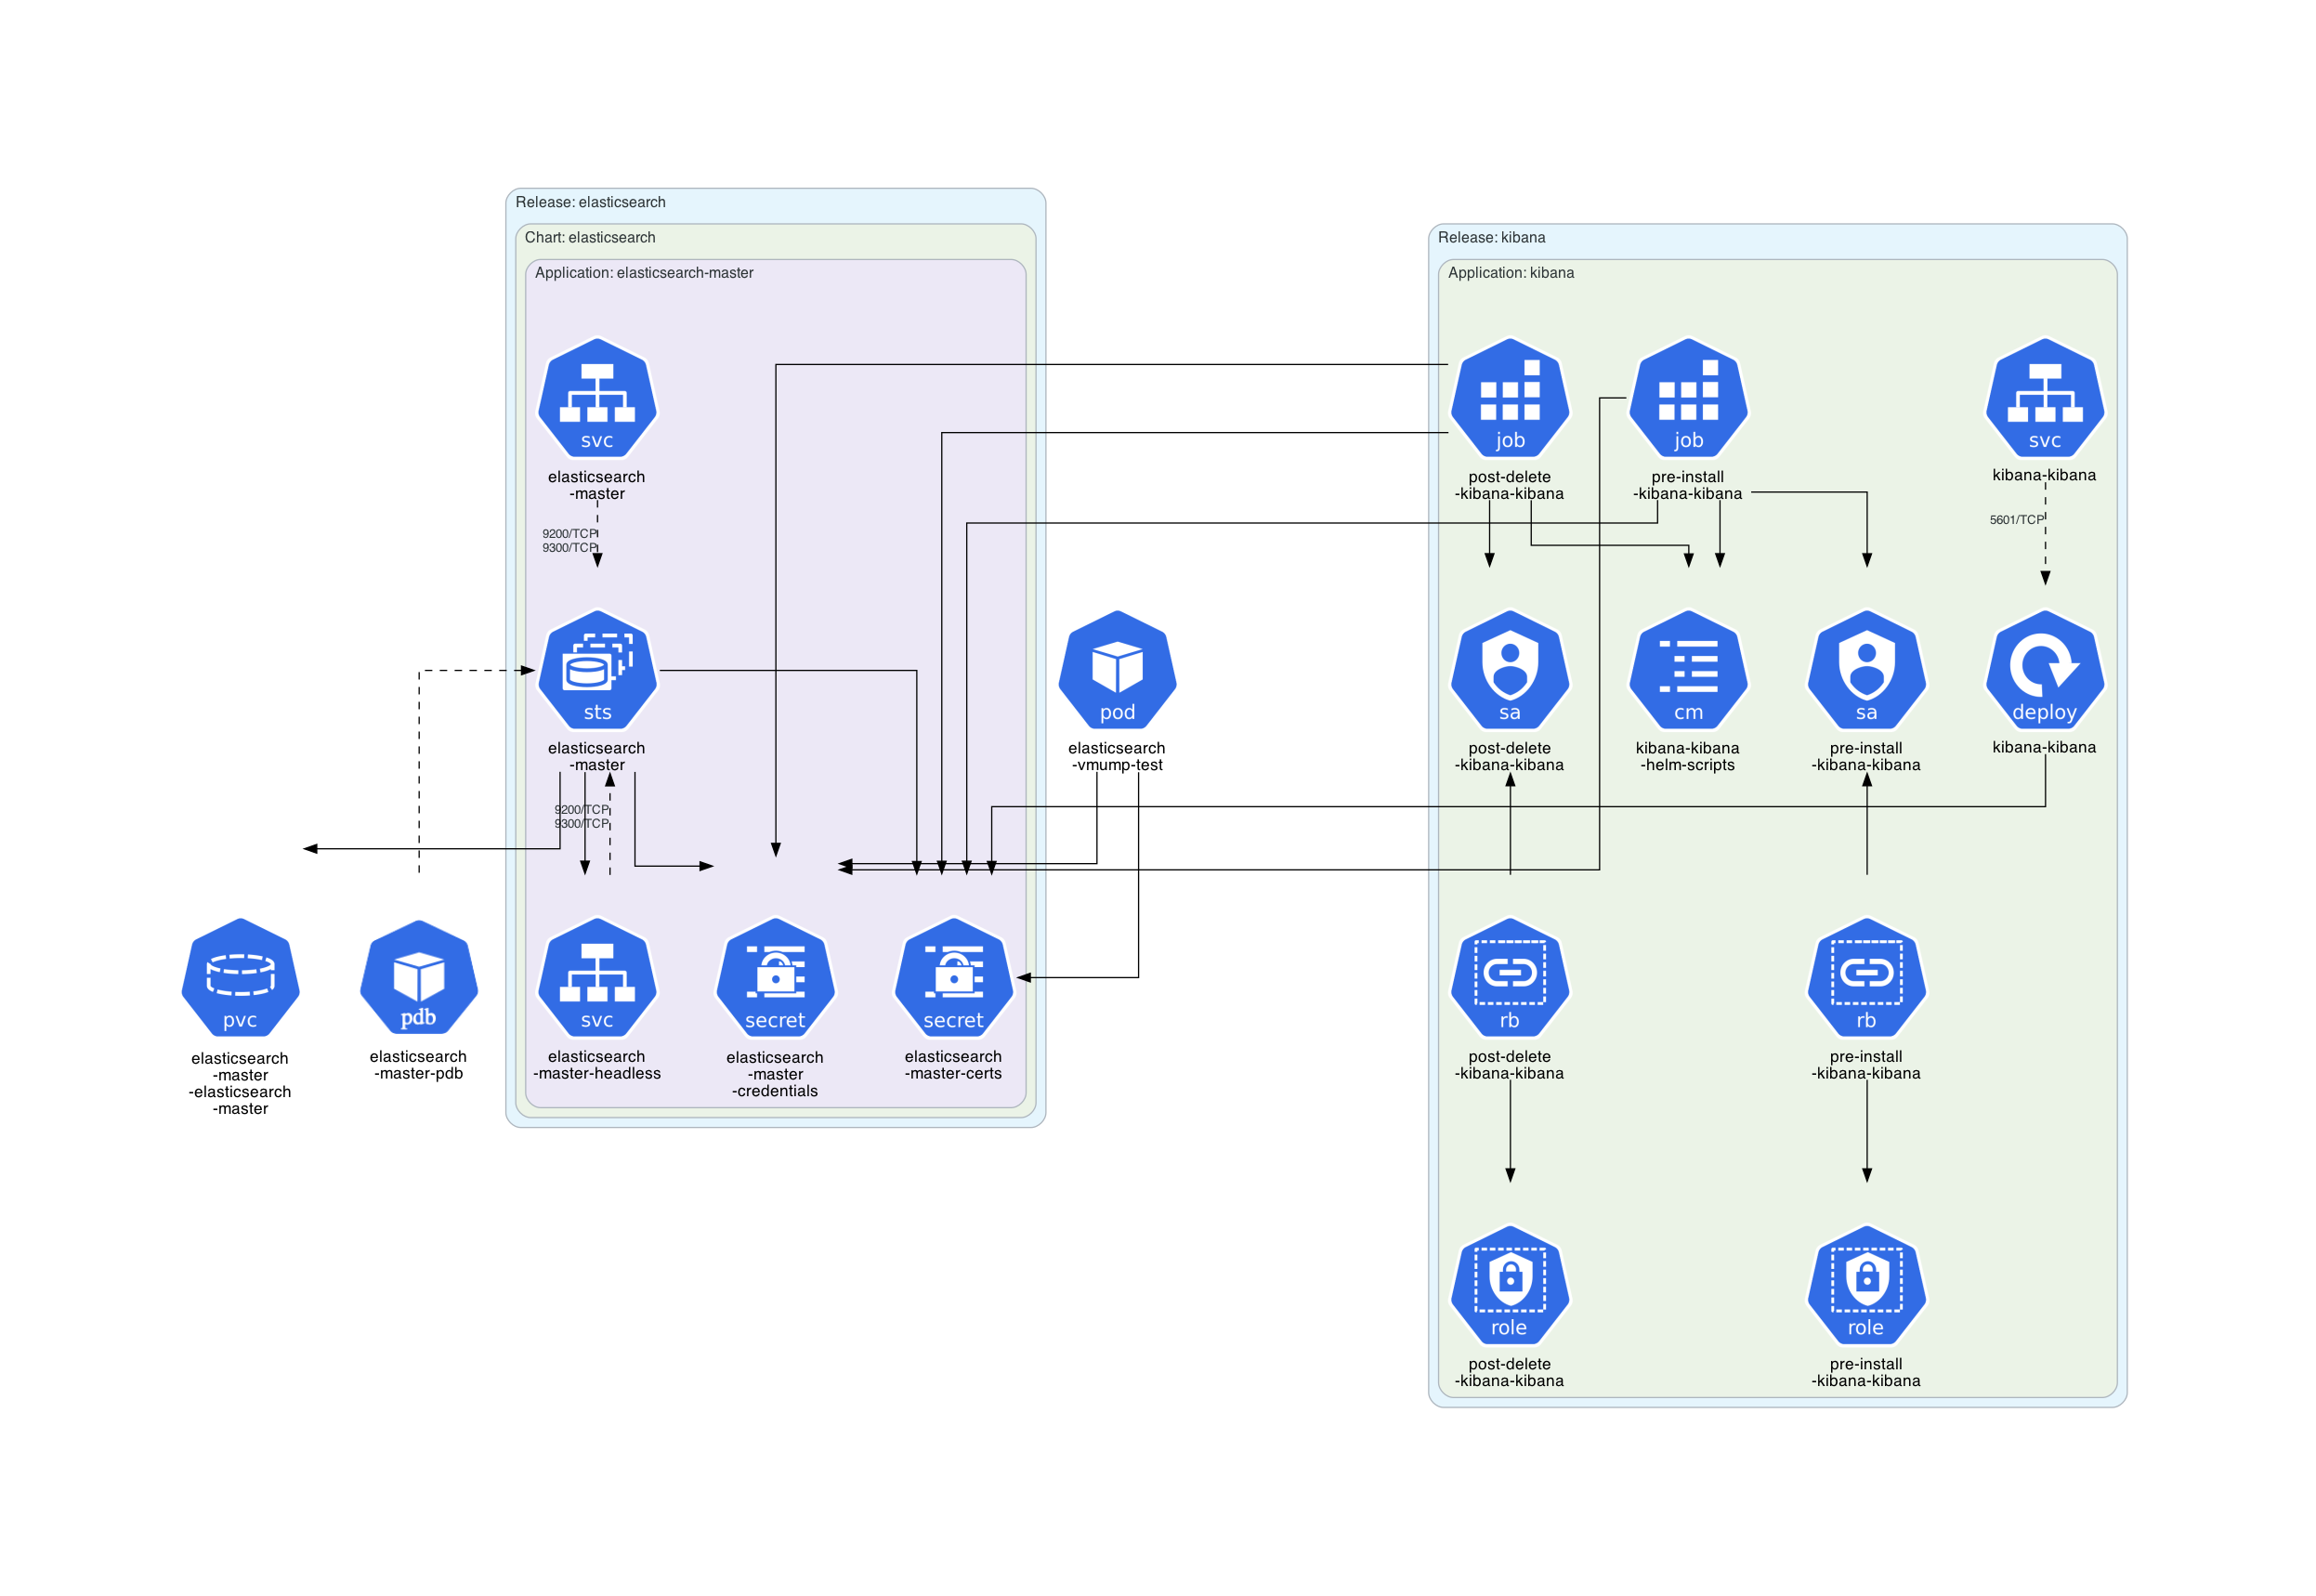 Release: elasticsearch
Chart: elasticsearch
Application: elasticsearch-master
Release: kibana
Application: kibana
svc
elasticsearch
-master
job
post-delete
-kibana-kibana
job
pre-install
-kibana-kibana
svc
kibana-kibana
9200/TCP
9300/TCP
5601/TCP
sts
elasticsearch
-master
pod
elasticsearch
-vmump-test
sa
post-delete
-kibana-kibana
cm
kibana-kibana
-helm-scripts
sa
pre-install
-kibana-kibana
deploy
kibana-kibana
9200/TCP
9300/TCP
pvc
elasticsearch
-master
-elasticsearch
-master
pdb
elasticsearch
-master-pdb
svc
elasticsearch
-master-headless
secret
elasticsearch
-master
-credentials
secret
elasticsearch
-master-certs
rb
post-delete
-kibana-kibana
rb
pre-install
-kibana-kibana
role
post-delete
-kibana-kibana
role
pre-install
-kibana-kibana